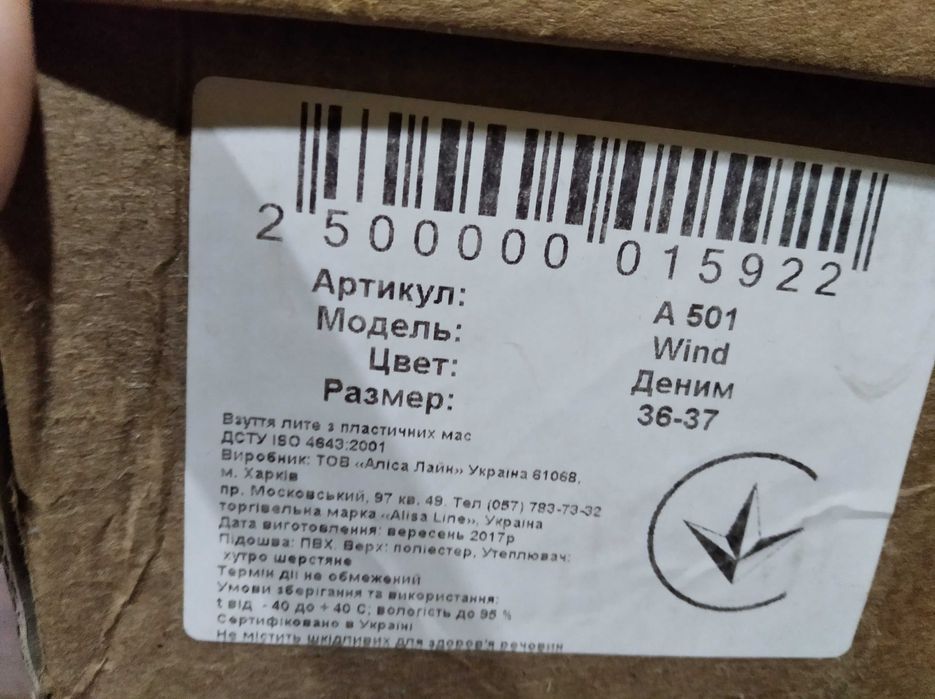 2 500000 015922
Артикул: А 501
Модель: Wind
Цвет: Деним
Размер: 36-37
Взуття лите з пластичних мас
ДСТУ ISO 4643:2001
Виробник: ТОВ «Аліса Лайн» Україна 61068,
м. Харків
пр. Московський, 97 кв. 49. Тел (057) 783-73-32
торгівельна марка «Alisa Line», Україна
Дата виготовлення: вересень 2017р
Підошва: ПВХ. Верх: поліестер, Утеплювач:
хутро шерстяне
Термін дії не обмежений
Умови зберігання та використання:
t від - 40 до + 40 С; вологість до 95 %
Сертифіковано в Україні
Не містить шкідливих для здоров'я речовин